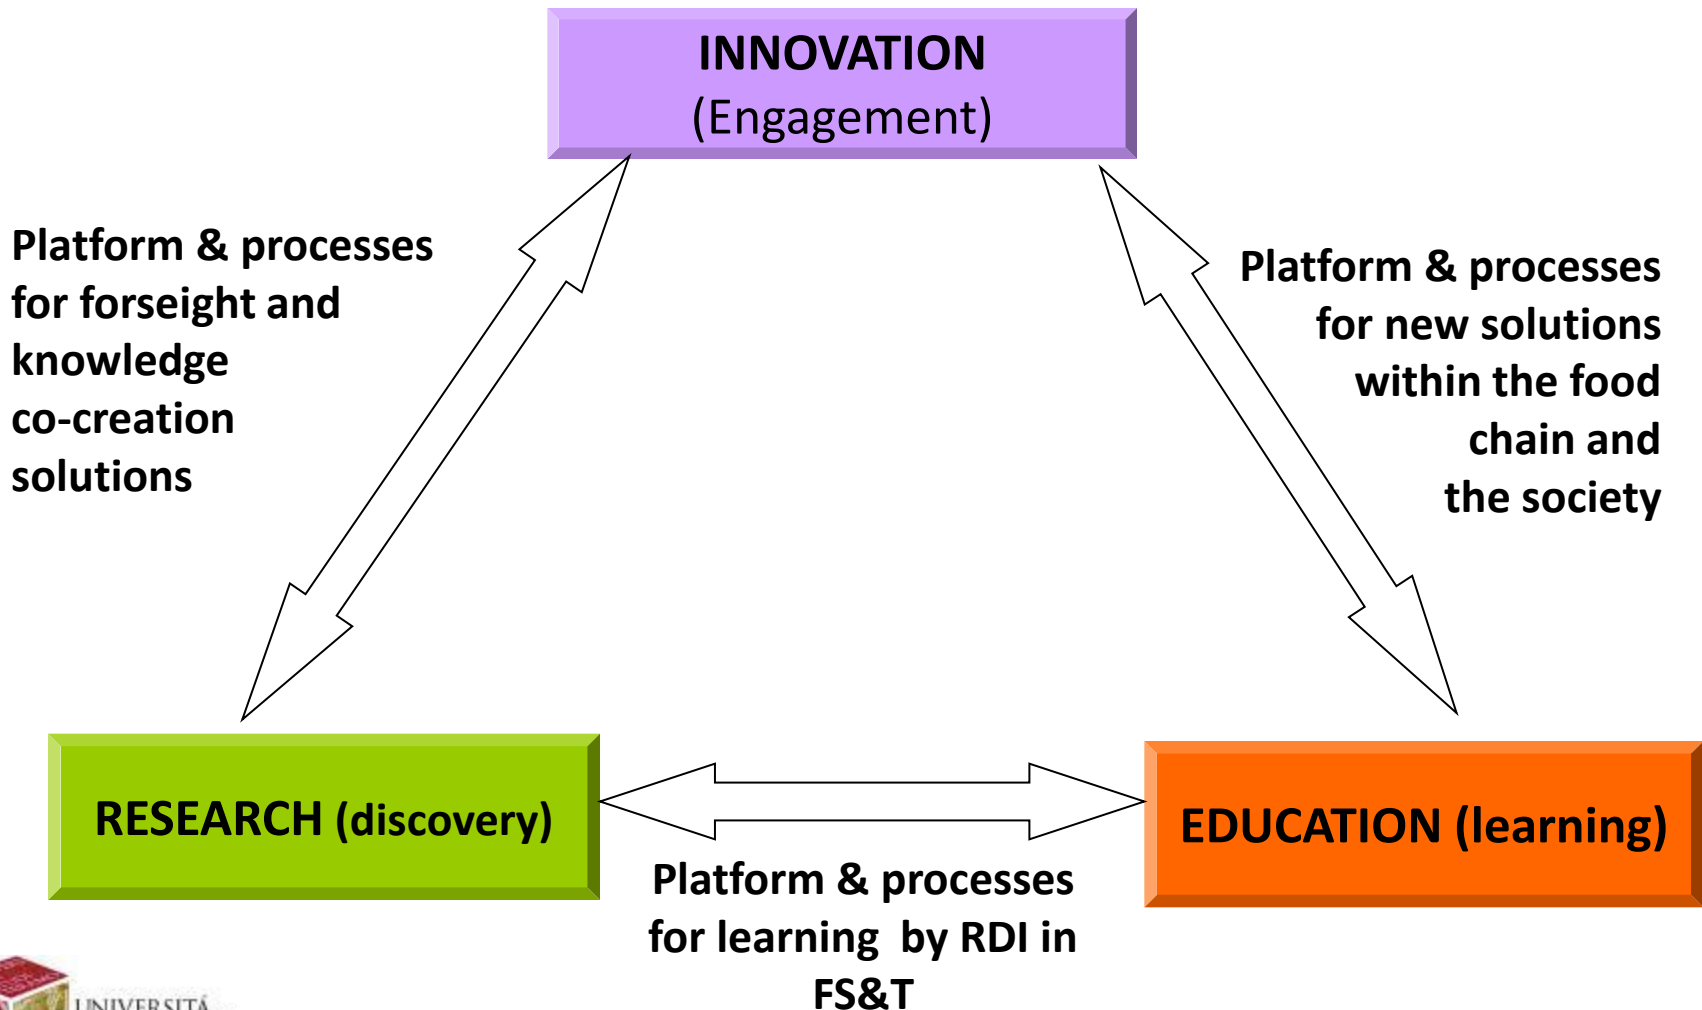 INNOVATION
(Engagement)
Platform & processes
for forseight and
knowledge
co-creation
solutions
Platform & processes
for new solutions
within the food
chain and
the society
RESEARCH (discovery)
EDUCATION (learning)
Platform & processes
for learning by RDI in
FS&T
UNIVERSITÁ